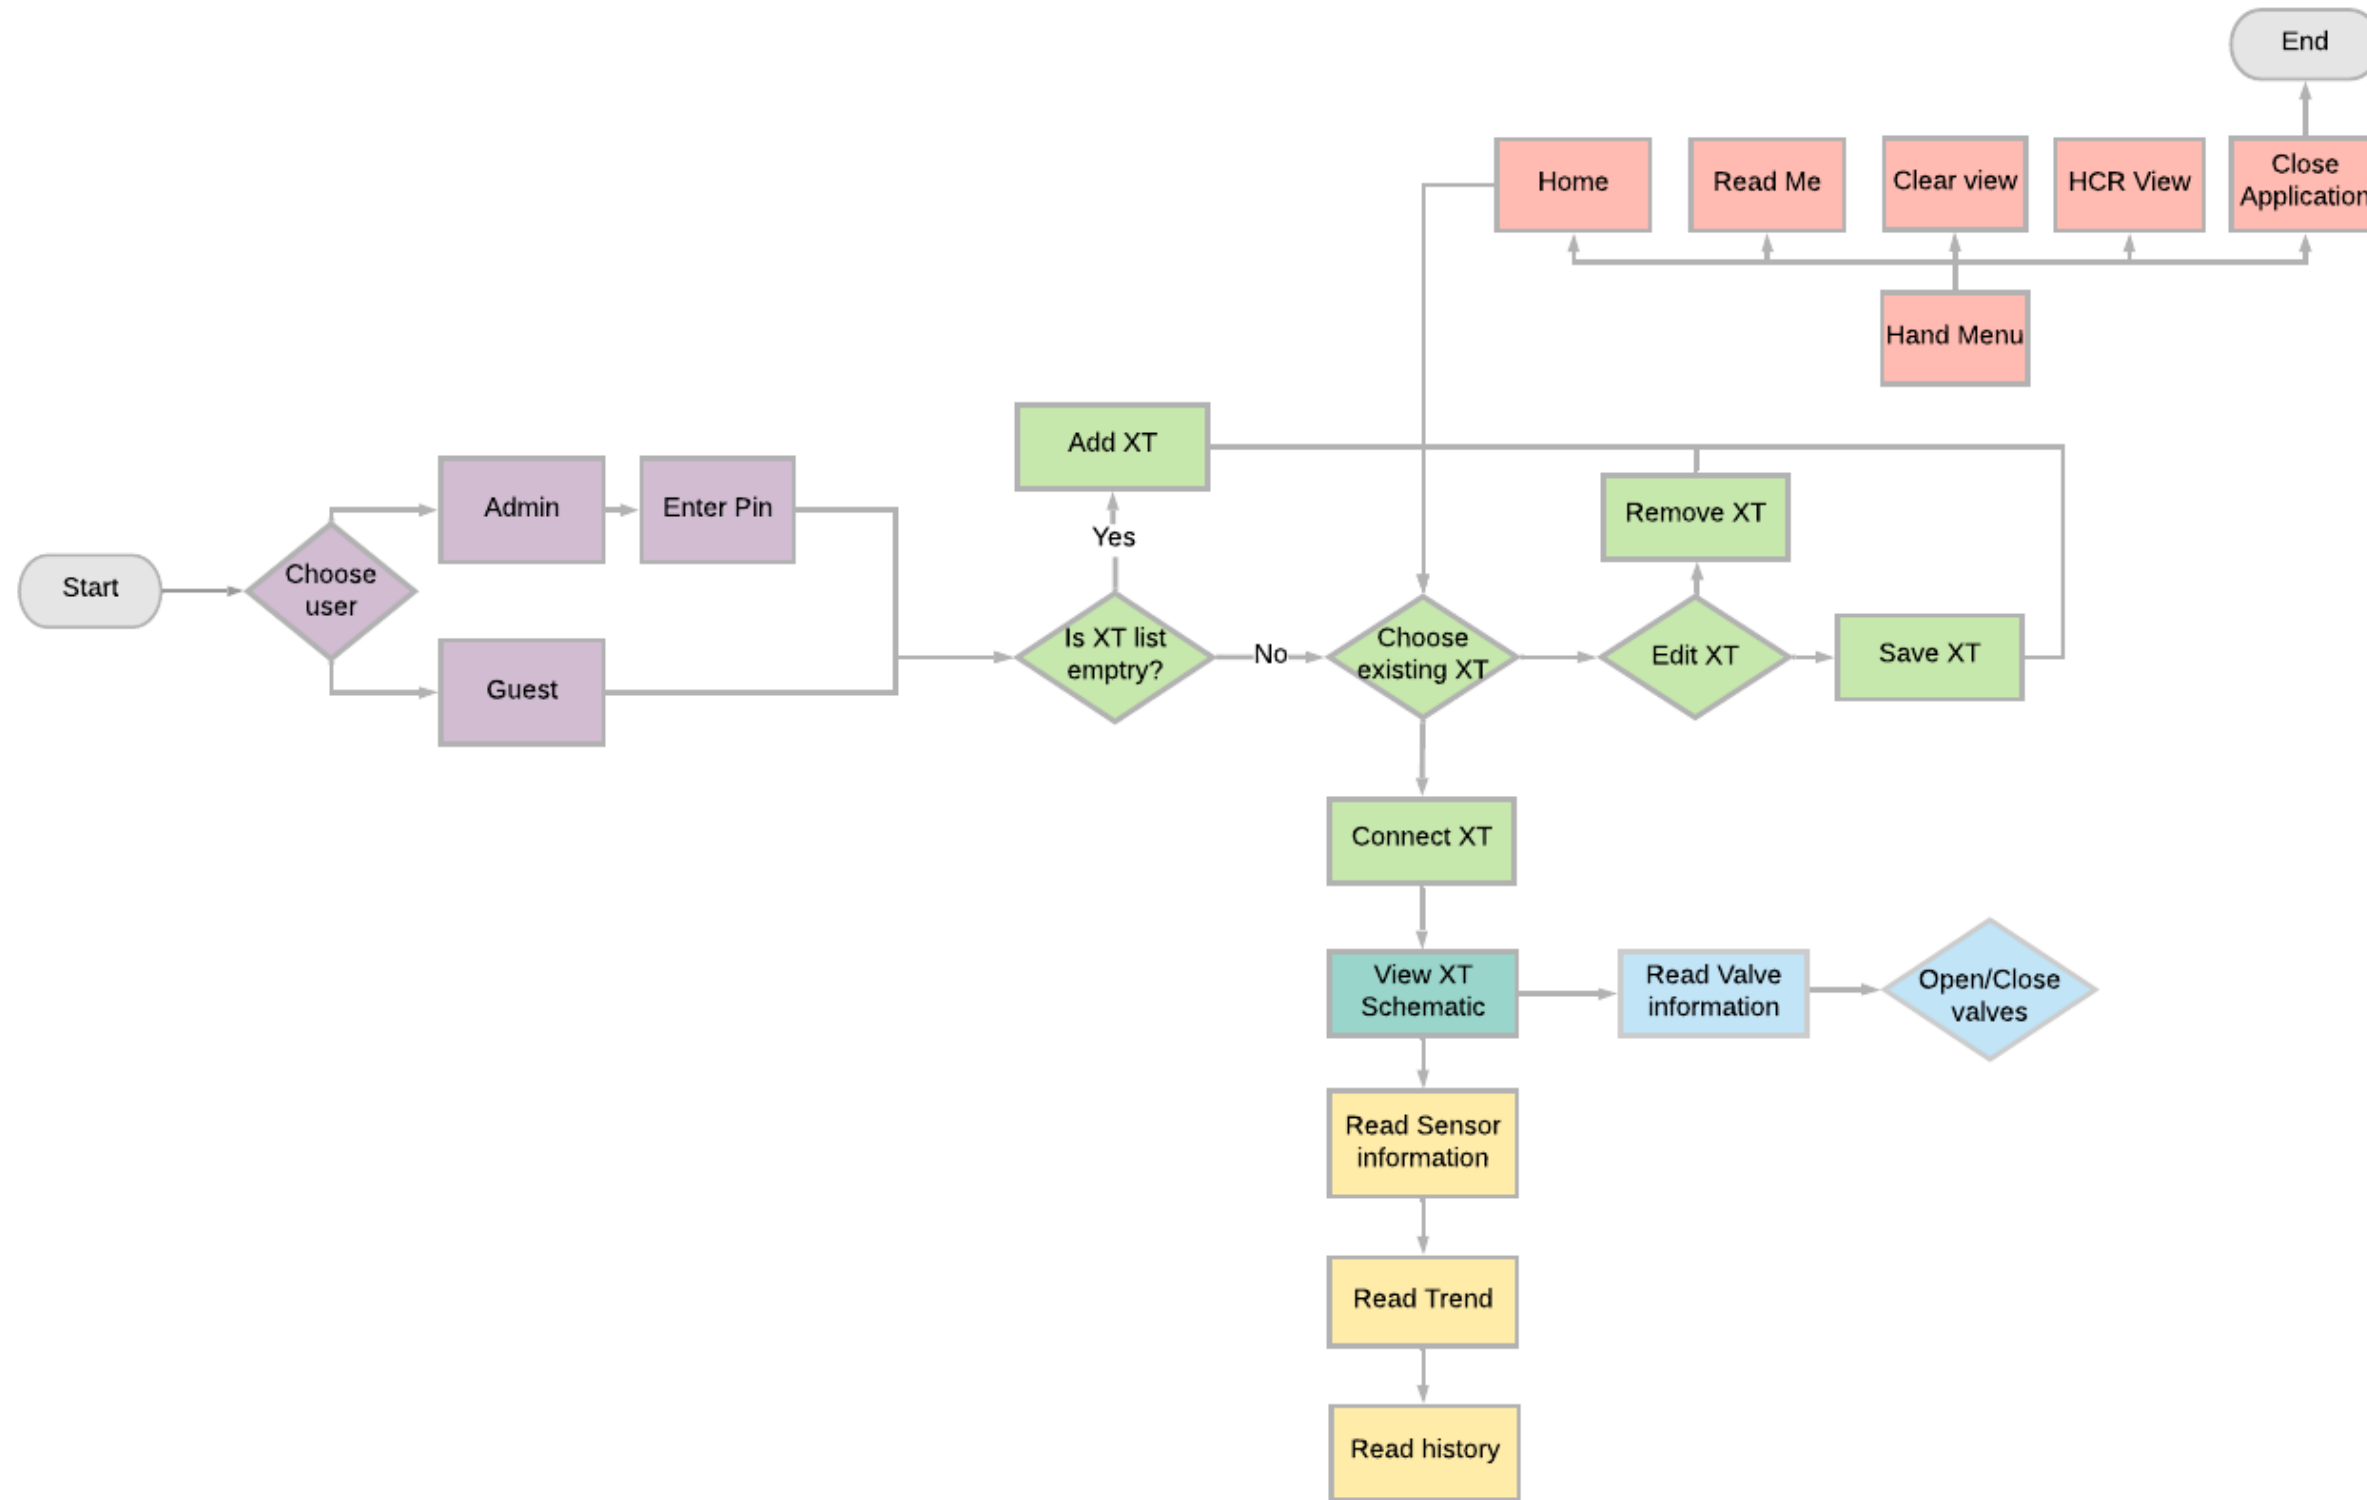 End
Home
Read Me
Clear view
HCR View
Close
Application
Hand Menu
Add XT
Admin
Enter Pin
Remove XT
Yes
Start
Choose
user
Is XT list
emptry?
No
Choose
existing XT
Edit XT
Save XT
Guest
Connect XT
View XT
Schematic
Read Valve
information
Open/Close
valves
Read Sensor
information
Read Trend
Read history